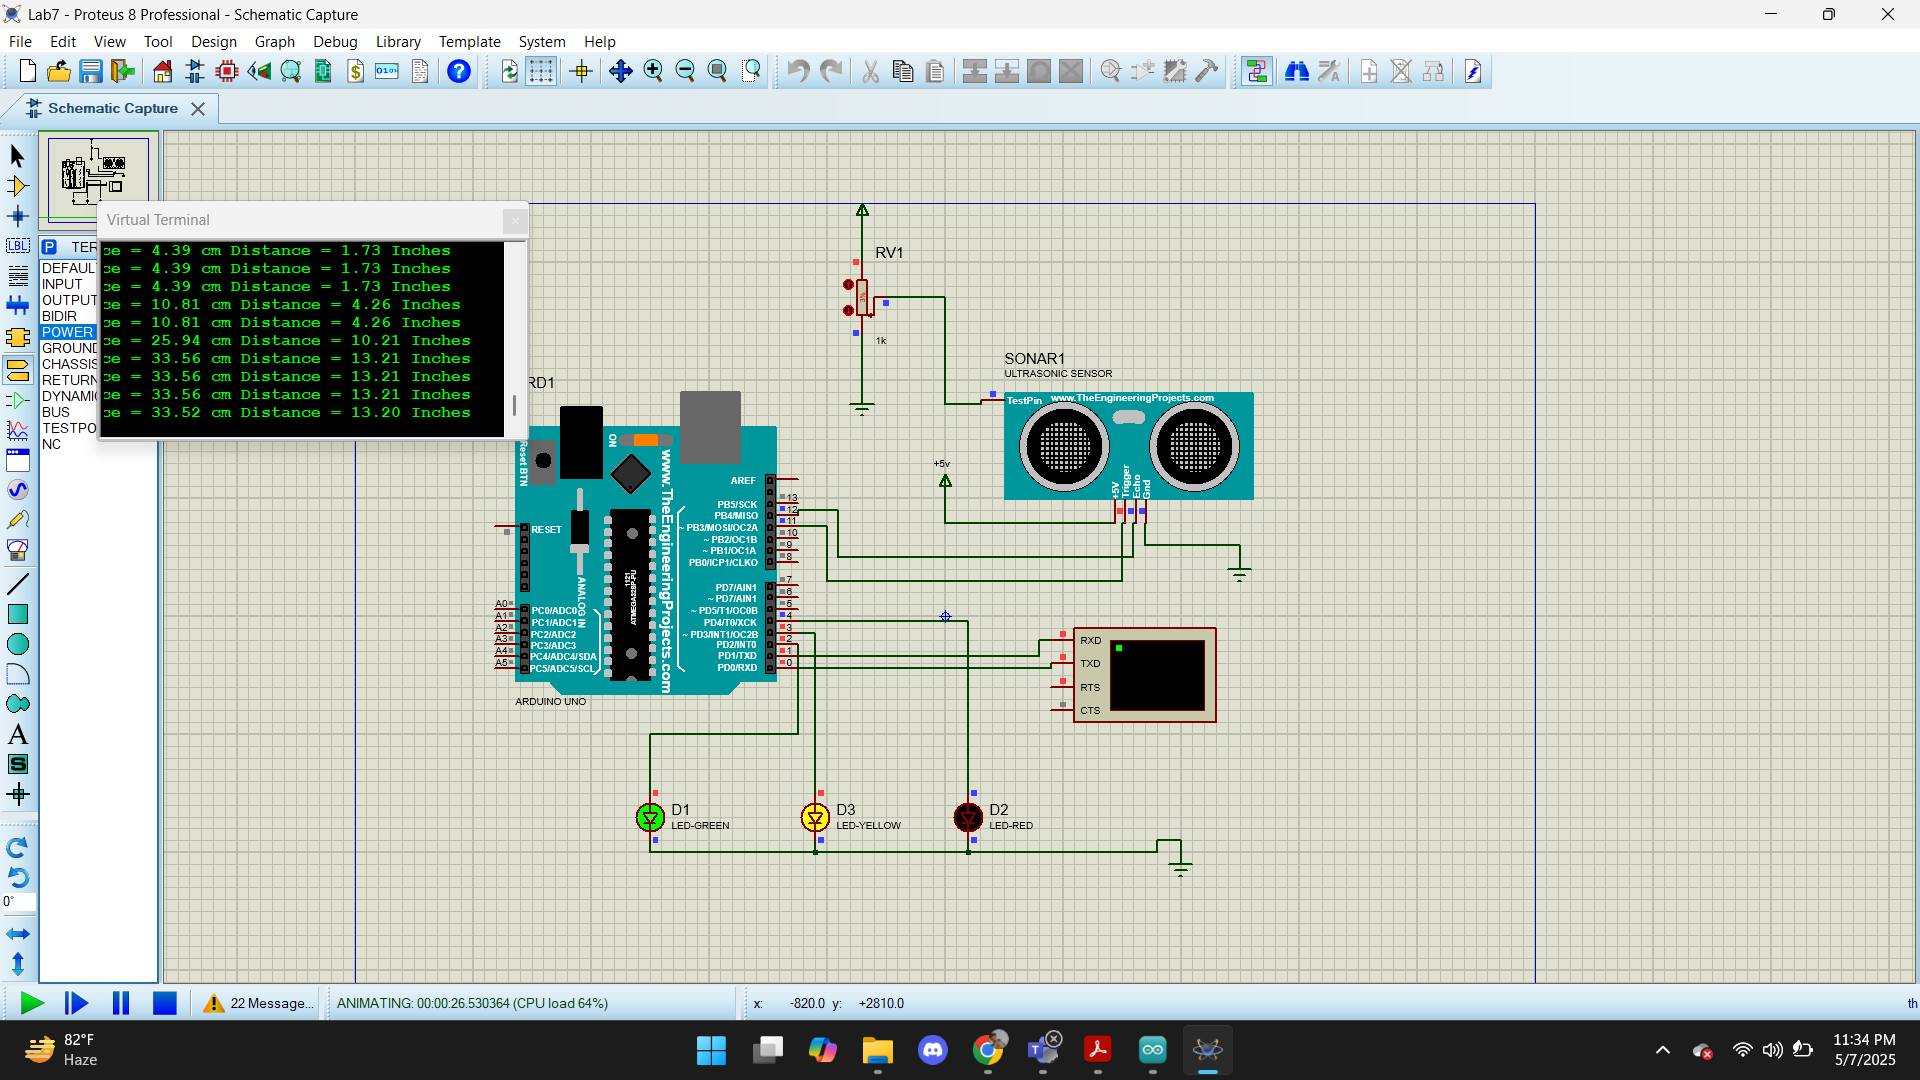 Lab7 - Proteus 8 Professional - Schematic Capture
File Edit View Tool Design Graph Debug Library Template System Help
Schematic Capture
LBL
P TER
DEFAUL
INPUT
OUTPUT
BIDIR
POWER
GROUND
CHASSIS
RETURN
DYNAMIC
BUS
TESTPO
NC
Virtual Terminal
ce = 4.39 cm Distance = 1.73 Inches
ce = 4.39 cm Distance = 1.73 Inches
ce = 4.39 cm Distance = 1.73 Inches
ce = 10.81 cm Distance = 4.26 Inches
ce = 10.81 cm Distance = 4.26 Inches
ce = 25.94 cm Distance = 10.21 Inches
ce = 33.56 cm Distance = 13.21 Inches
ce = 33.56 cm Distance = 13.21 Inches
ce = 33.56 cm Distance = 13.21 Inches
ce = 33.52 cm Distance = 13.20 Inches
RV1
1k
RD1
SONAR1
ULTRASONIC SENSOR
TestPin www.TheEngineeringProjects.com
+5V
Trigger
Echo
Gnd
+5v
Reset BTN
ON
www.TheEngineeringProjects.com
ANALOG IN
1121
ATMEGA328P-PU
RESET
AREF
PB5/SCK 13
PB4/MISO 12
~ PB3/MOSI/OC2A 11
~ PB2/OC1B 10
~ PB1/OC1A 9
PB0/ICP1/CLKO 8
PD7/AIN1 7
~ PD7/AIN1 6
~ PD5/T1/OC0B 5
PD4/T0/XCK 4
~ PD3/INT1/OC2B 3
PD2/INT0 2
PD1/TXD 1
PD0/RXD 0
A0 PC0/ADC0
A1 PC1/ADC1
A2 PC2/ADC2
A3 PC3/ADC3
A4 PC4/ADC4/SDA
A5 PC5/ADC5/SCL
ARDUINO UNO
RXD
TXD
RTS
CTS
D1
LED-GREEN
D3
LED-YELLOW
D2
LED-RED
A
S
0°
22 Message...
ANIMATING: 00:00:26.530364 (CPU load 64%)
x: -820.0 y: +2810.0
th
82°F
Haze
11:34 PM
5/7/2025